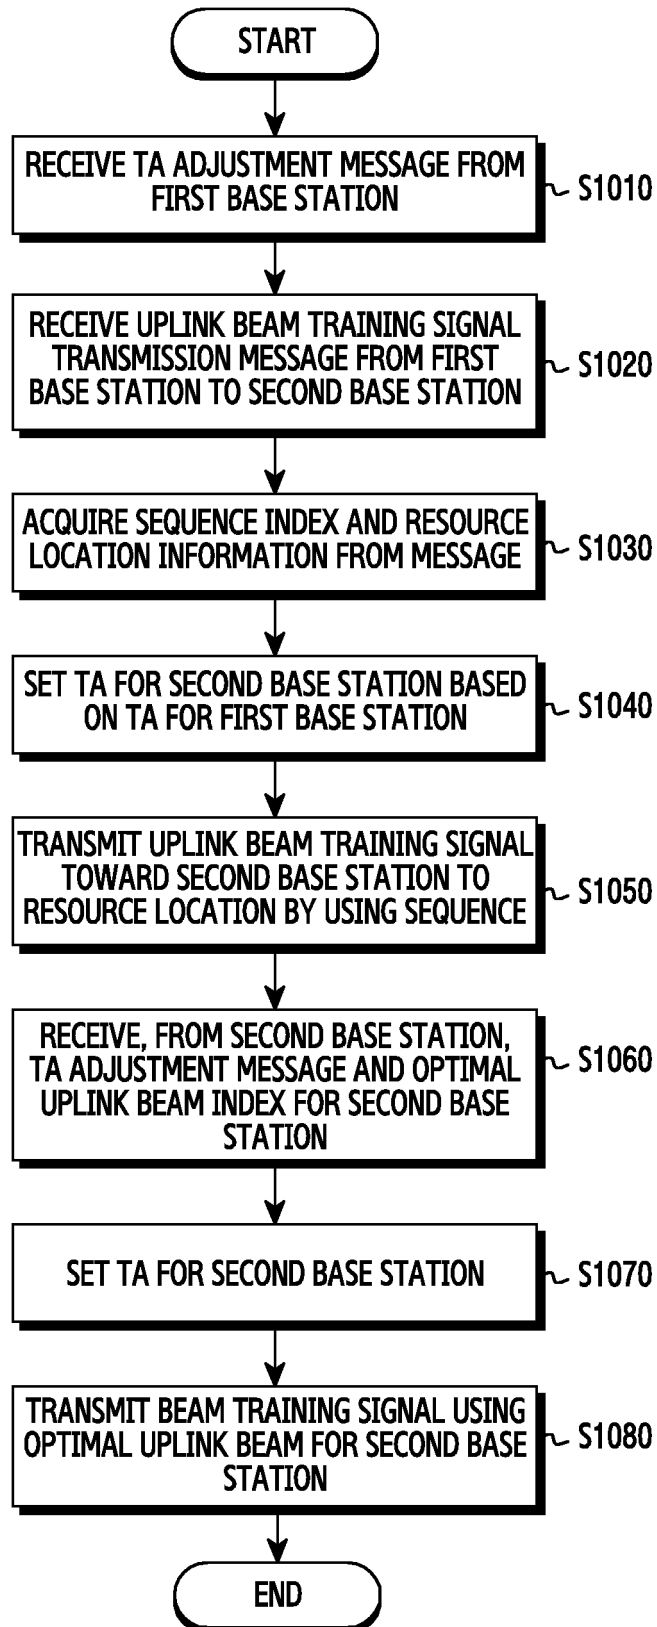 START
RECEIVE TA ADJUSTMENT MESSAGE FROM
FIRST BASE STATION
S1010
RECEIVE UPLINK BEAM TRAINING SIGNAL
TRANSMISSION MESSAGE FROM FIRST
BASE STATION TO SECOND BASE STATION
S1020
ACQUIRE SEQUENCE INDEX AND RESOURCE
LOCATION INFORMATION FROM MESSAGE
S1030
SET TA FOR SECOND BASE STATION BASED
ON TA FOR FIRST BASE STATION
S1040
TRANSMIT UPLINK BEAM TRAINING SIGNAL
TOWARD SECOND BASE STATION TO
RESOURCE LOCATION BY USING SEQUENCE
S1050
RECEIVE, FROM SECOND BASE STATION,
TA ADJUSTMENT MESSAGE AND OPTIMAL
UPLINK BEAM INDEX FOR SECOND BASE
STATION
S1060
SET TA FOR SECOND BASE STATION
S1070
TRANSMIT BEAM TRAINING SIGNAL USING
OPTIMAL UPLINK BEAM FOR SECOND BASE
STATION
S1080
END